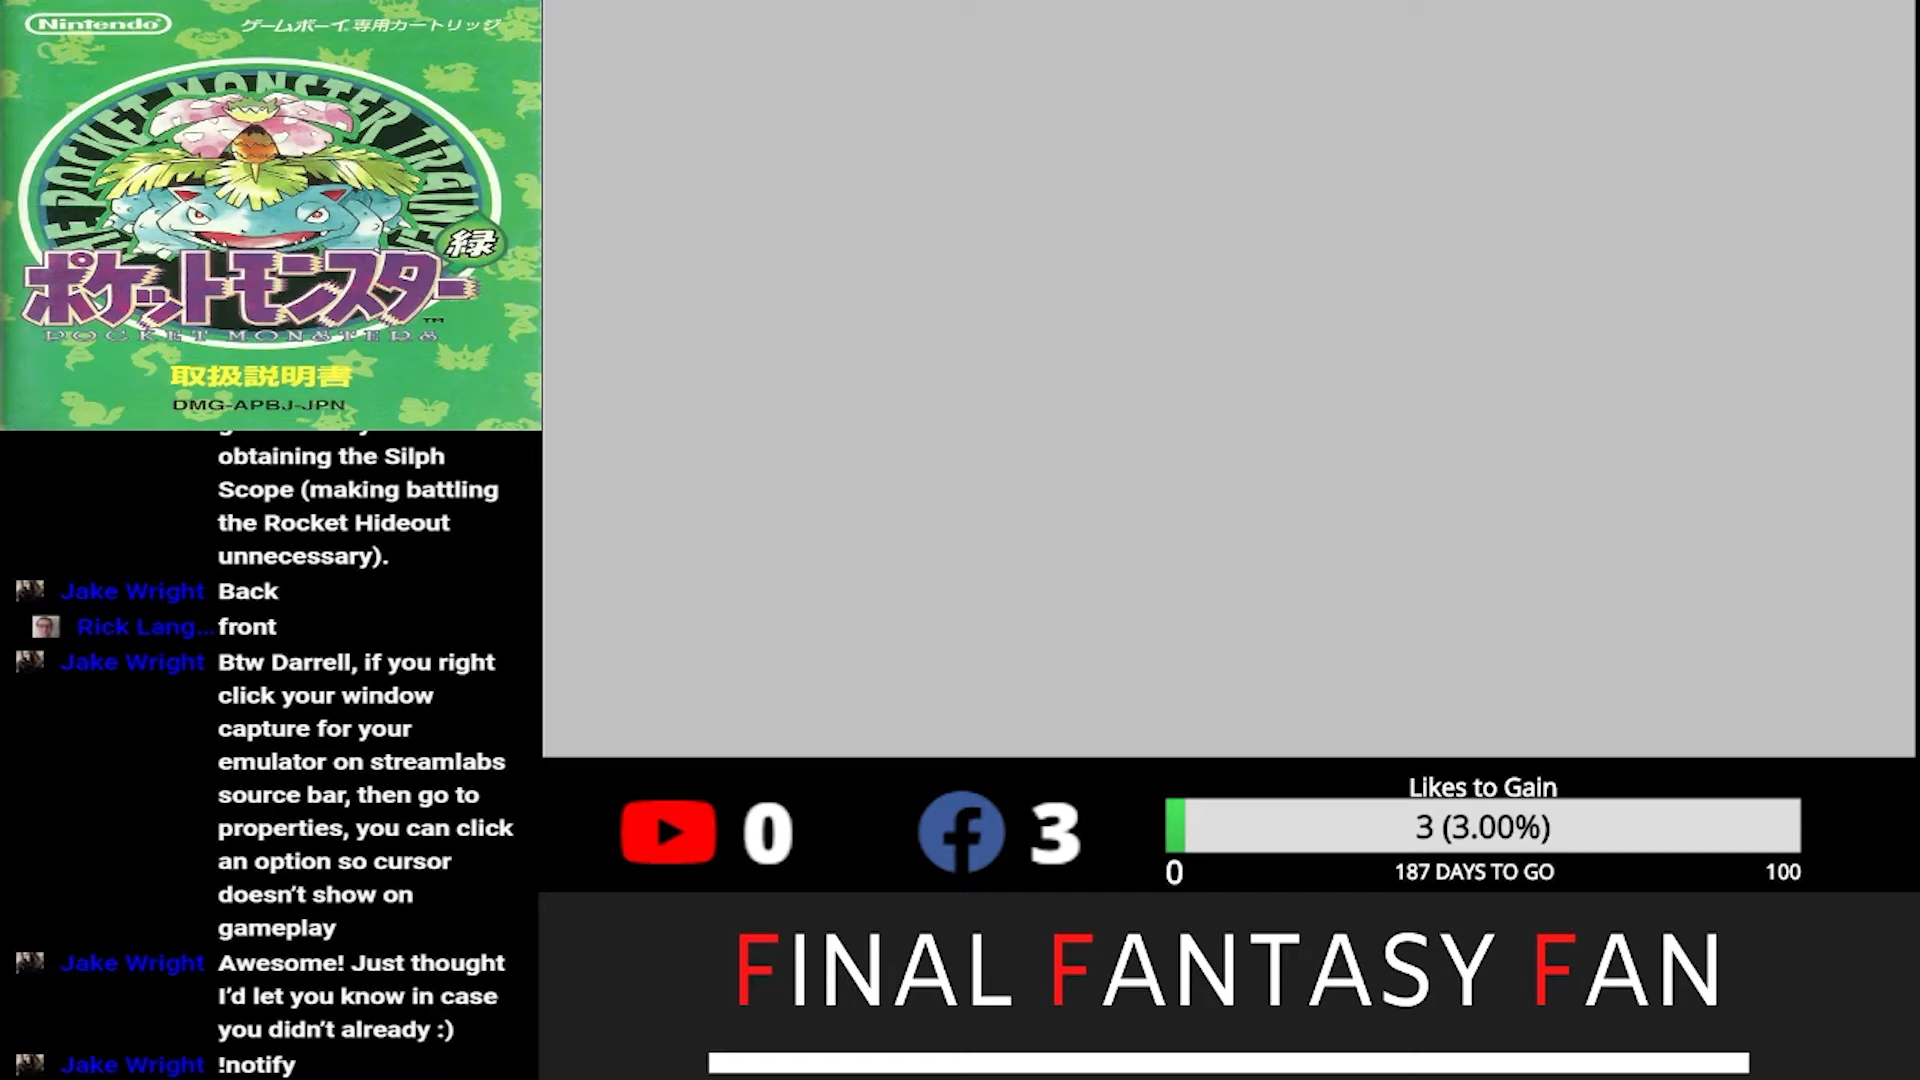 Nintendo®
ゲームボーイ®専用カートリッジ
POCKET MONSTER
緑
ポケットモンスター
TM
POCKET MONSTERS
取扱説明書
DMG-APBJ-JPN
obtaining the Silph
Scope (making battling
the Rocket Hideout
unnecessary).
Jake Wright Back
Rick Lang... front
Jake Wright Btw Darrell, if you right
click your window
capture for your
emulator on streamlabs
source bar, then go to
properties, you can click
an option so cursor
doesn’t show on
gameplay
Jake Wright Awesome! Just thought
I’d let you know in case
you didn’t already :)
Jake Wright !notify
0
3
Likes to Gain
3 (3.00%)
0 187 DAYS TO GO 100
FINAL FANTASY FAN